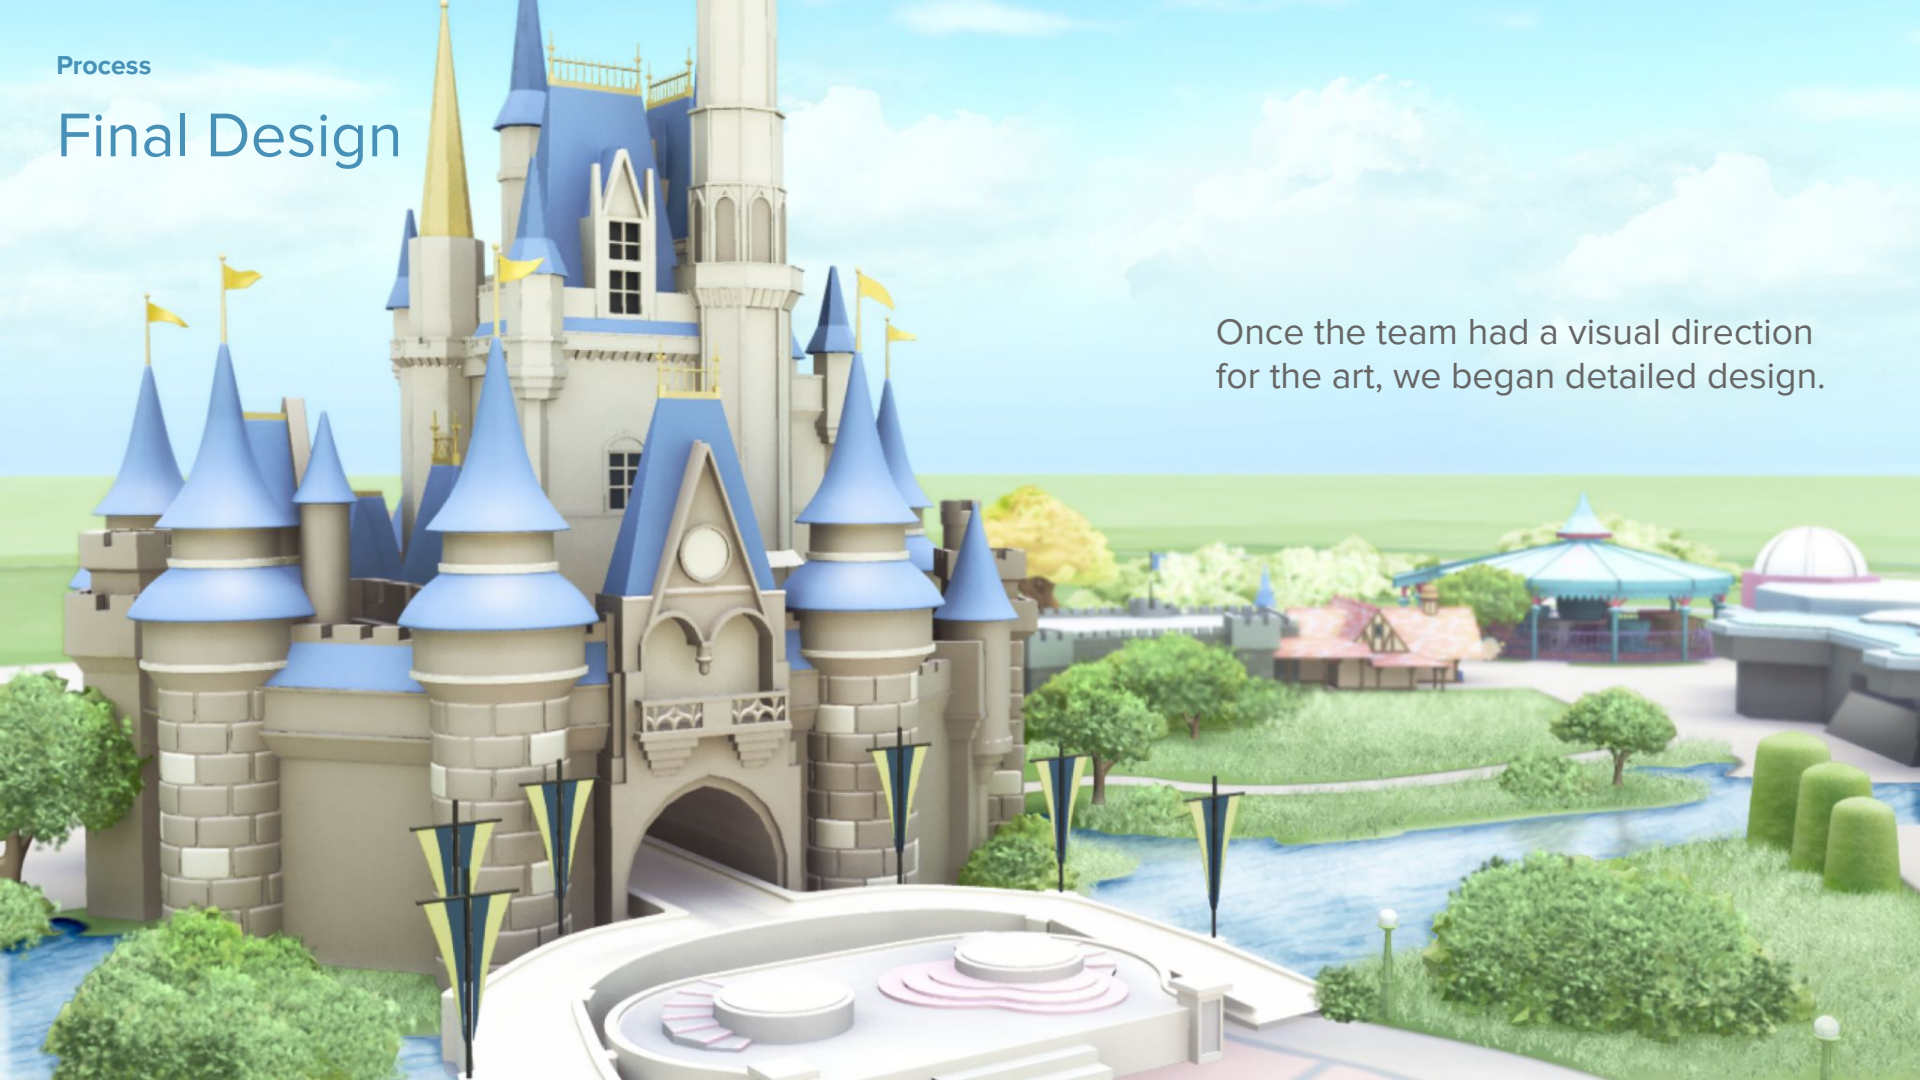 Process
Final Design
Once the team had a visual direction
for the art, we began detailed design.